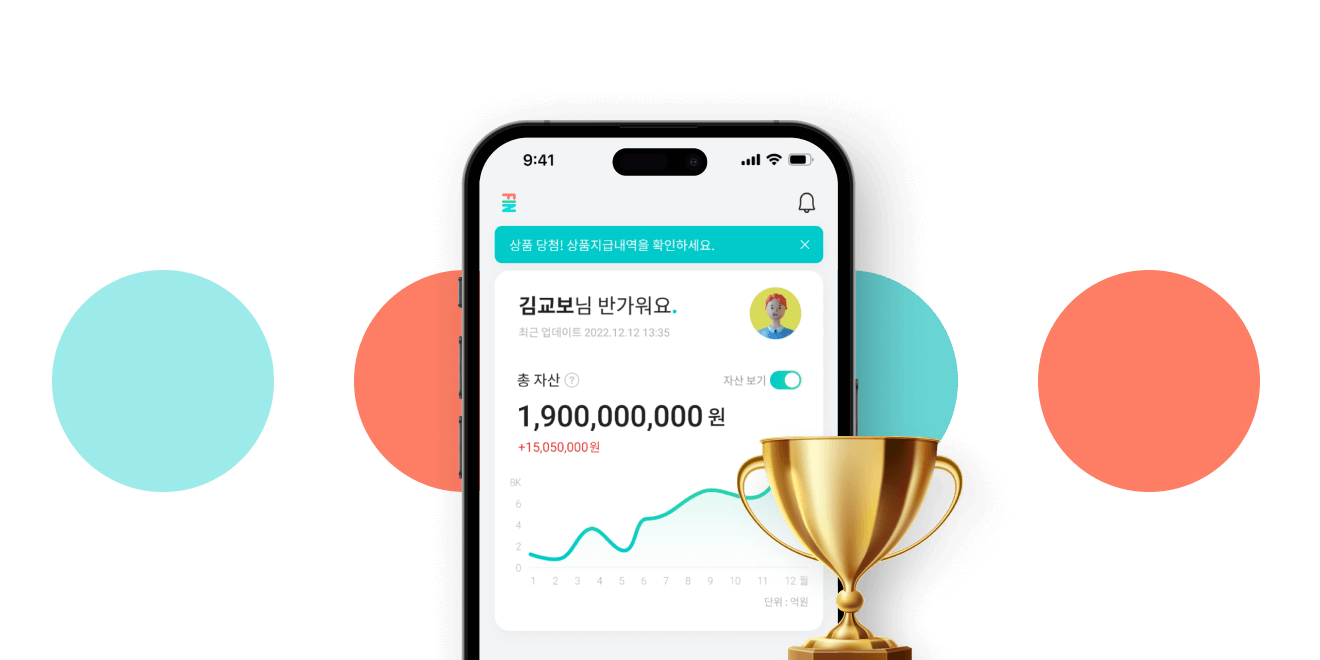 9:41
FIN
상품 당첨! 상품지급내역을 확인하세요.
김교보님 반가워요.
최근 업데이트 2022.12.12 13:35
총 자산 ?
자산 보기
1,900,000,000 원
+15,050,000원
8K
6
4
2
0
1 2 3 4 5 6 7 8 9 10 11 12 월
단위 : 억원